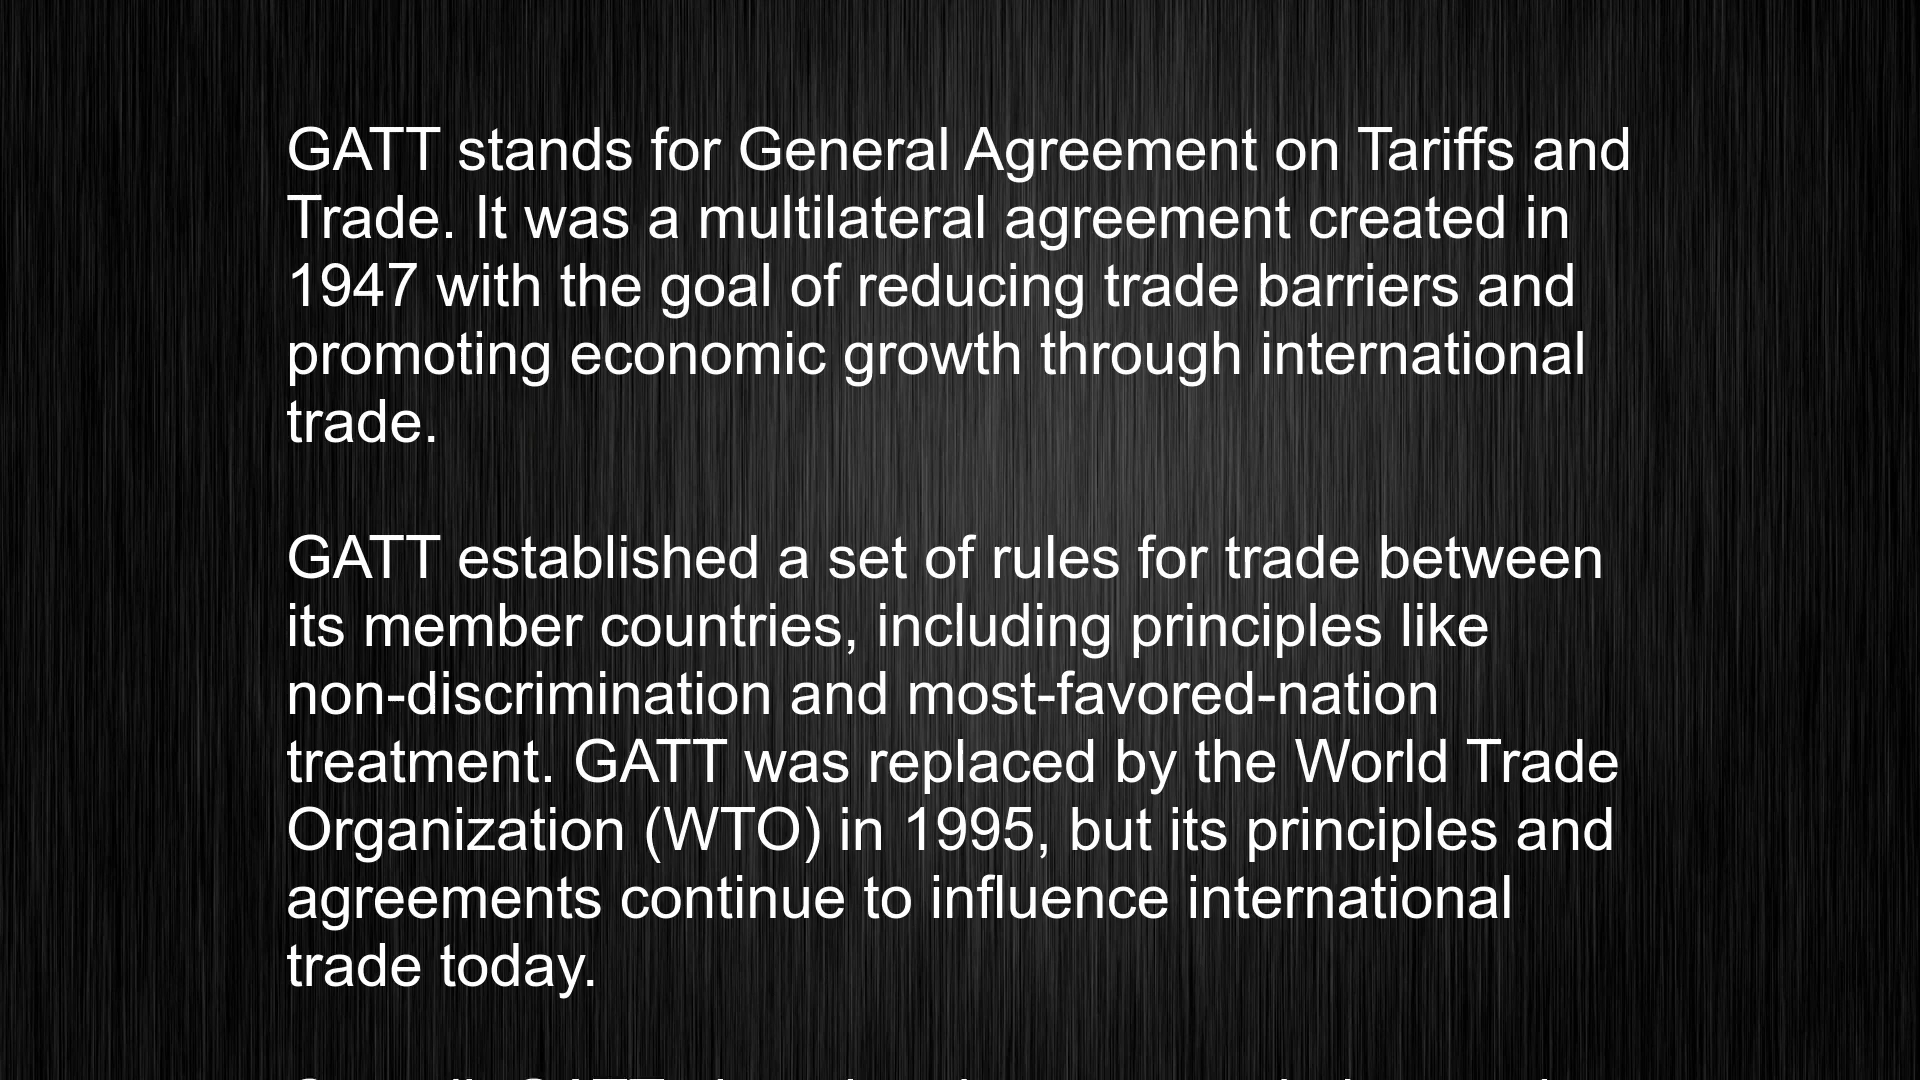 GATT stands for General Agreement on Tariffs and
Trade. It was a multilateral agreement created in
1947 with the goal of reducing trade barriers and
promoting economic growth through international
trade.
GATT established a set of rules for trade between
its member countries, including principles like
non-discrimination and most-favored-nation
treatment. GATT was replaced by the World Trade
Organization (WTO) in 1995, but its principles and
agreements continue to influence international
trade today.